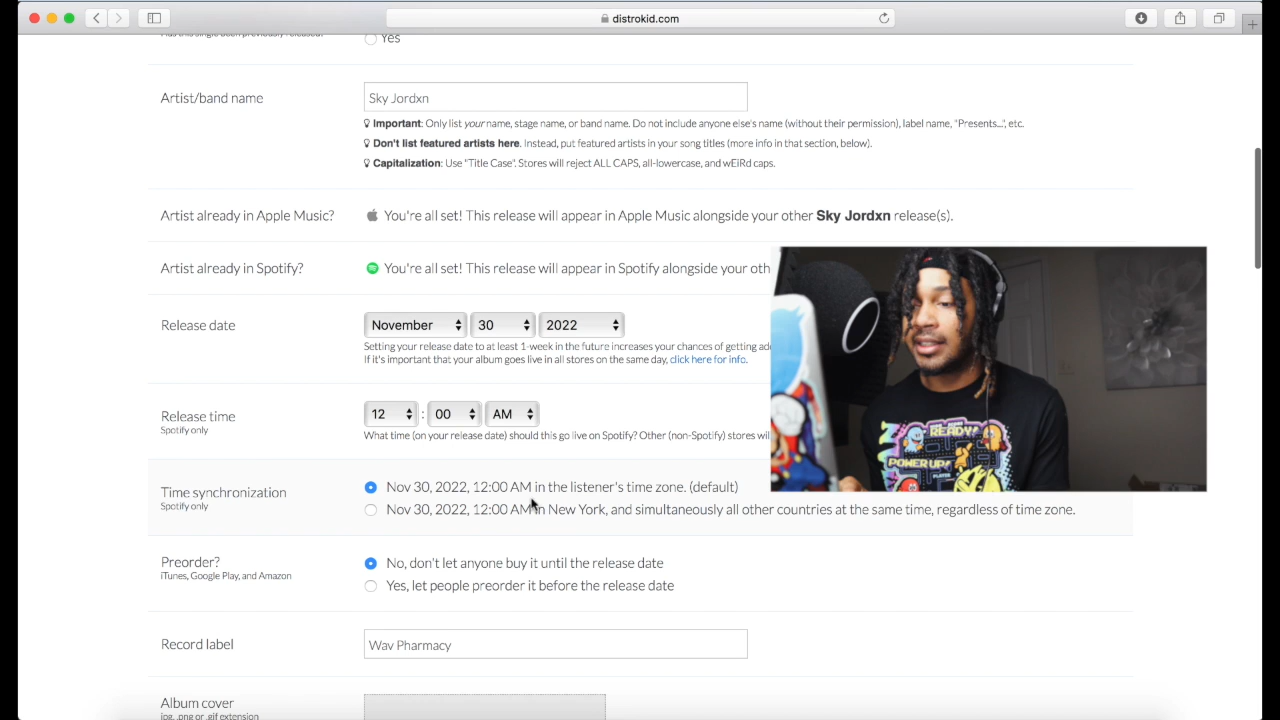 distrokid.com
Has this single been previously released?
Yes
Artist/band name
Sky Jordxn
Important: Only list your name, stage name, or band name. Do not include anyone else's name (without their permission), label name, "Presents...", etc.
Don't list featured artists here. Instead, put featured artists in your song titles (more info in that section, below).
Capitalization: Use "Title Case". Stores will reject ALL CAPS, all-lowercase, and wEiRd caps.
Artist already in Apple Music?
You're all set! This release will appear in Apple Music alongside your other Sky Jordxn release(s).
Artist already in Spotify?
You're all set! This release will appear in Spotify alongside your oth
Release date
November 30 2022
Setting your release date to at least 1-week in the future increases your chances of getting ad
If it's important that your album goes live in all stores on the same day, click here for info.
Release time
Spotify only
12 : 00 AM
What time (on your release date) should this go live on Spotify? Other (non-Spotify) stores wil
READY!
POWER UP!
Time synchronization
Spotify only
Nov 30, 2022, 12:00 AM in the listener's time zone. (default)
Nov 30, 2022, 12:00 AM in New York, and simultaneously all other countries at the same time, regardless of time zone.
Preorder?
iTunes, Google Play, and Amazon
No, don't let anyone buy it until the release date
Yes, let people preorder it before the release date
Record label
Wav Pharmacy
Album cover
jpg, .png or .gif extension